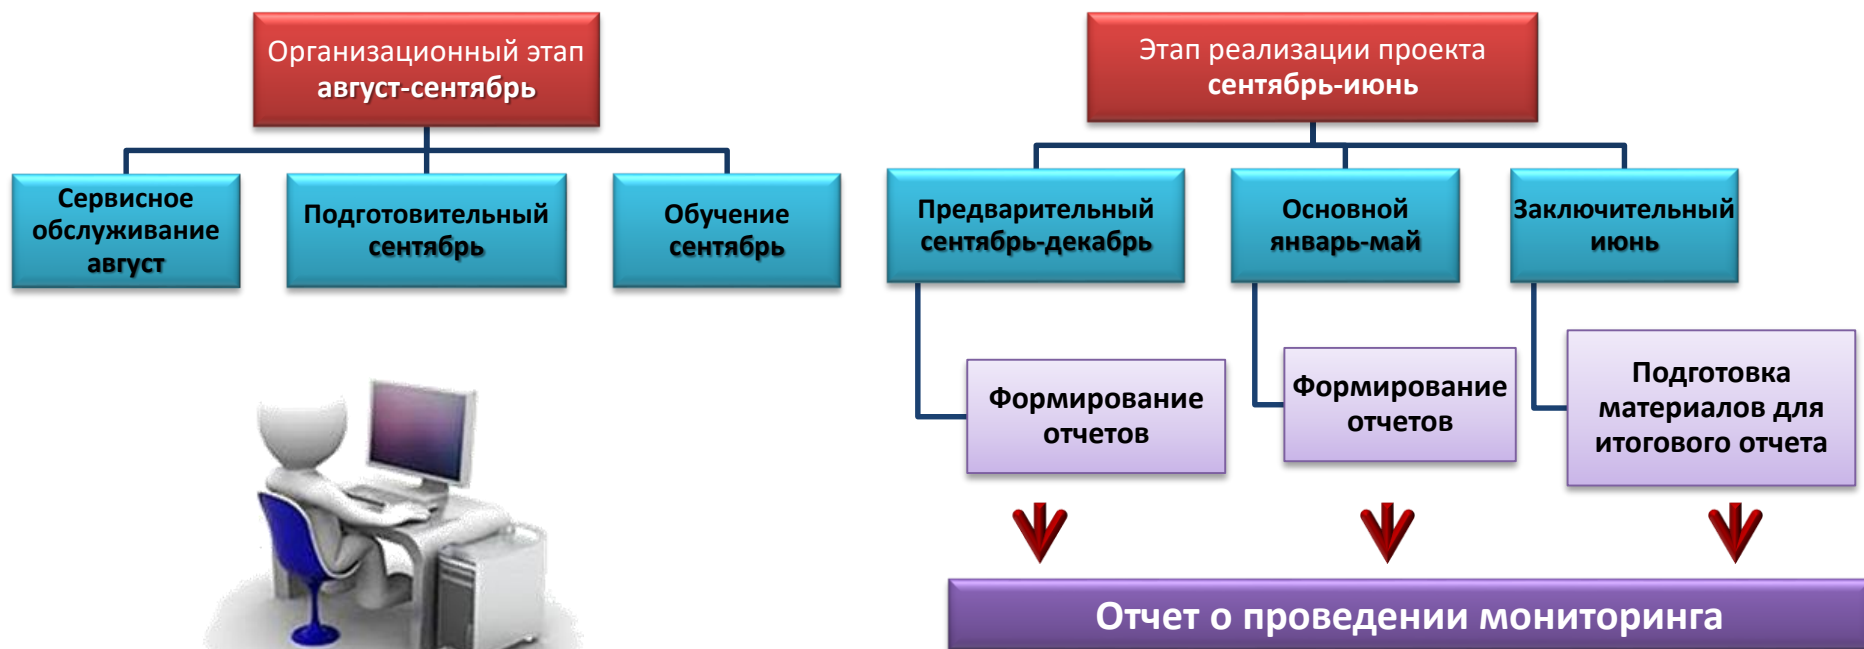 Организационный этап
август-сентябрь
Сервисное
обслуживание
август
Подготовительный
сентябрь
Обучение
сентябрь
Этап реализации проекта
сентябрь-июнь
Предварительный
сентябрь-декабрь
Основной
январь-май
Заключительный
июнь
Формирование
отчетов
Формирование
отчетов
Подготовка
материалов для
итогового отчета
Отчет о проведении мониторинга